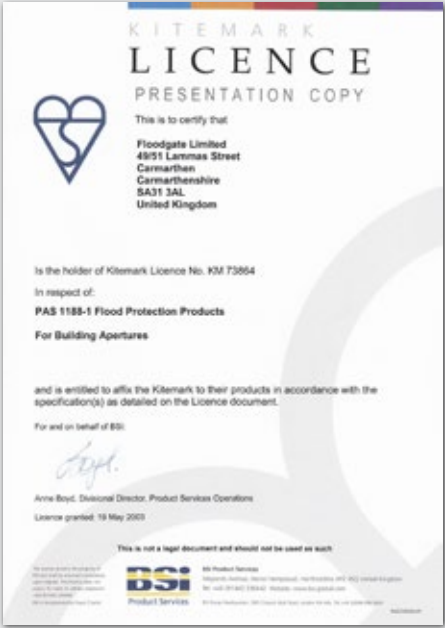 KITEMARK
LICENCE
PRESENTATION COPY
This is to certify that
Floodgate Limited
49/51 Lammas Street
Carmarthen
Carmarthenshire
SA31 3AL
United Kingdom
Is the holder of Kitemark Licence No. KM 73864
In respect of:
PAS 1188-1 Flood Protection Products
For Building Apertures
and is entitled to affix the Kitemark to their products in accordance with the
specification(s) as detailed on the Licence document.
For and on behalf of BSI:
Anne Boyd, Divisional Director, Product Services Operations
Licence granted: 19 May 2003
This is not a legal document and should not be used as such
BSi
Product Services
BSI Product Services